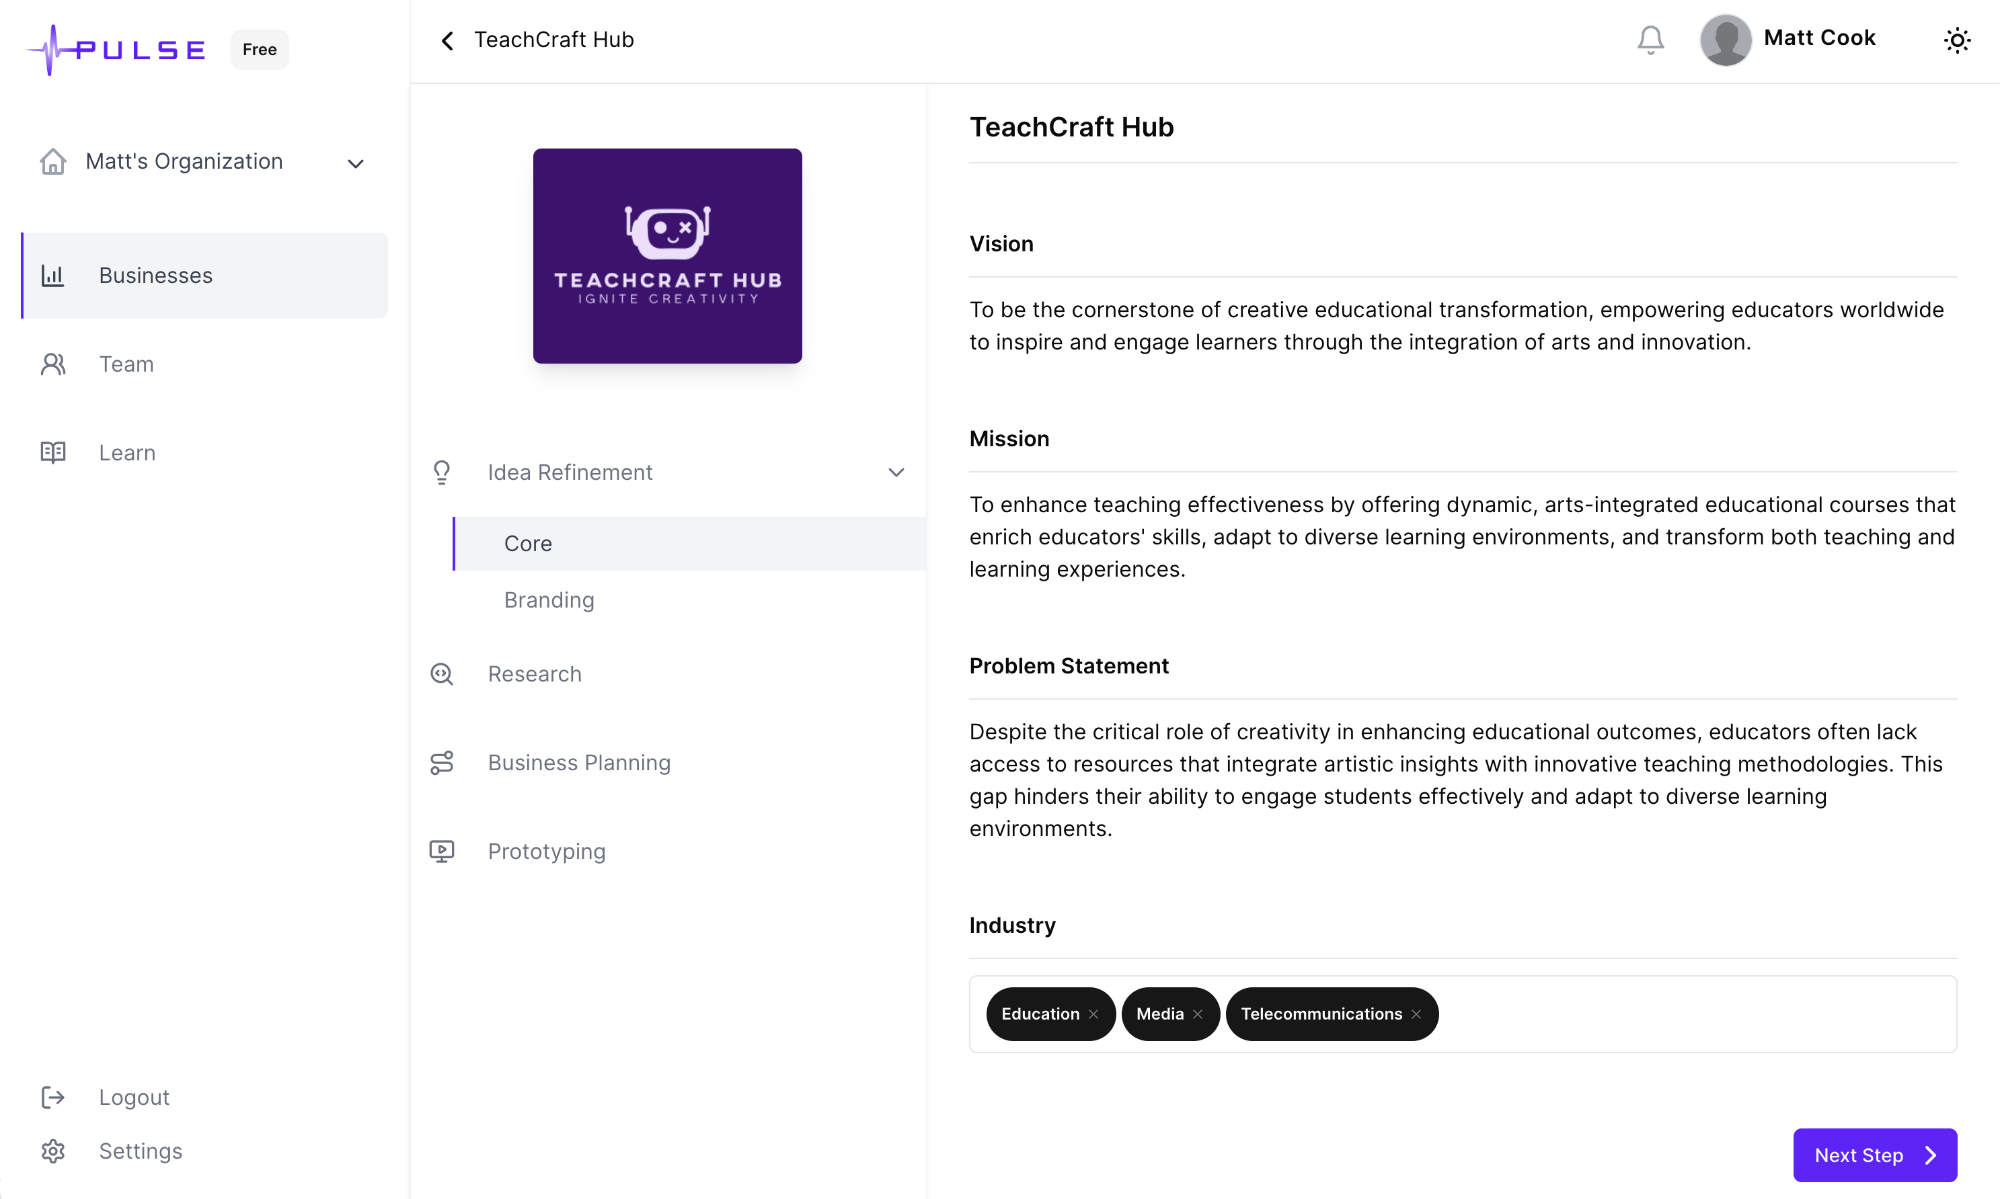 PULSE
Free
Matt's Organization
Businesses
Team
Learn
Logout
Settings
TeachCraft Hub
Matt Cook
TEACHCRAFT HUB
IGNITE CREATIVITY
Idea Refinement
Core
Branding
Research
Business Planning
Prototyping
TeachCraft Hub
Vision
To be the cornerstone of creative educational transformation, empowering educators worldwide
to inspire and engage learners through the integration of arts and innovation.
Mission
To enhance teaching effectiveness by offering dynamic, arts-integrated educational courses that
enrich educators' skills, adapt to diverse learning environments, and transform both teaching and
learning experiences.
Problem Statement
Despite the critical role of creativity in enhancing educational outcomes, educators often lack
access to resources that integrate artistic insights with innovative teaching methodologies. This
gap hinders their ability to engage students effectively and adapt to diverse learning
environments.
Industry
Education × Media × Telecommunications ×
Next Step